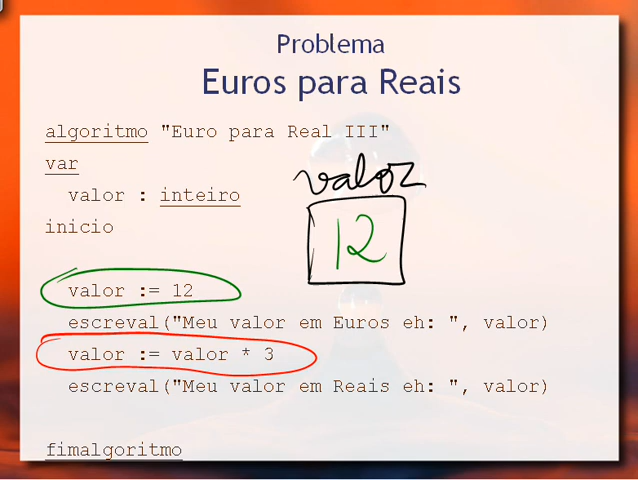 Problema
Euros para Reais
algoritmo "Euro para Real III"
var
valor : inteiro
inicio
valor
12
valor := 12
escreval("Meu valor em Euros eh: ", valor)
valor := valor * 3
escreval("Meu valor em Reais eh: ", valor)
fimalgoritmo